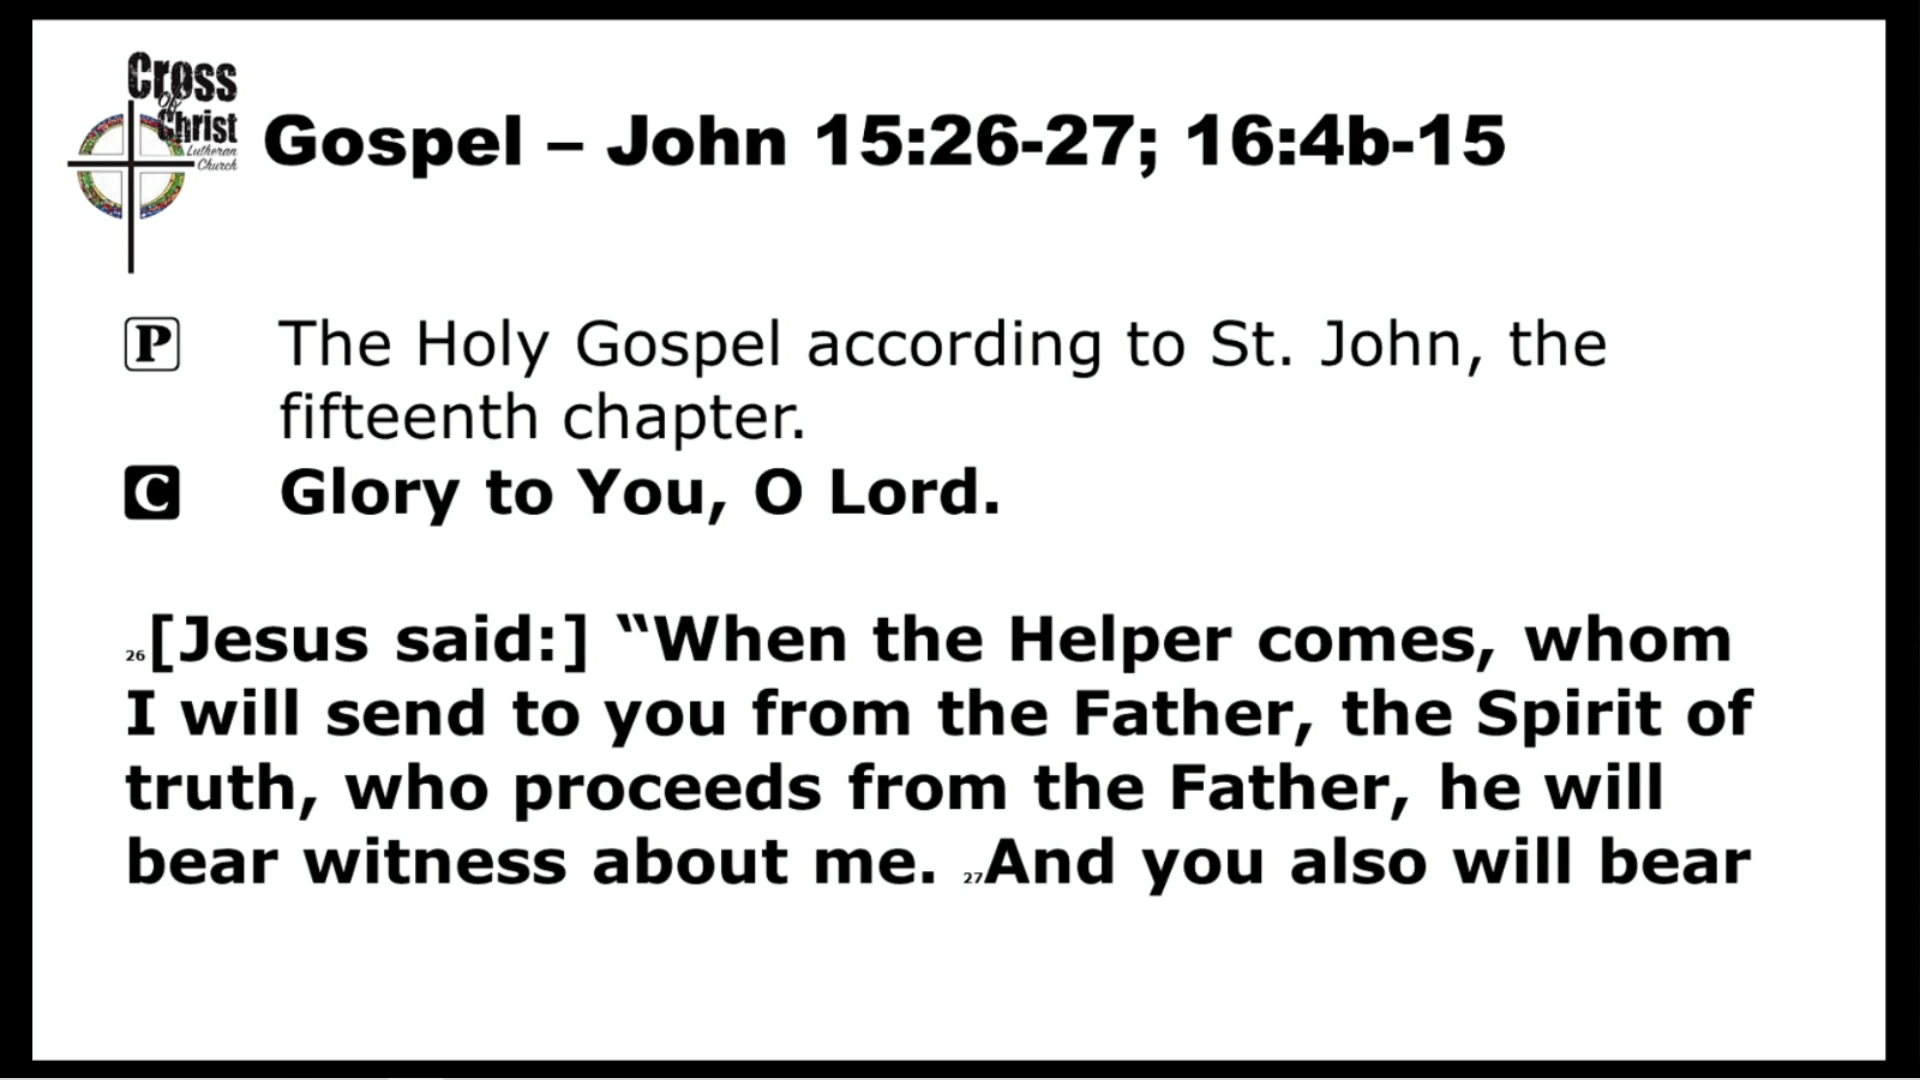 Cross
Of
Christ
Lutheran
Church
Gospel – John 15:26-27; 16:4b-15
P The Holy Gospel according to St. John, the
fifteenth chapter.
C Glory to You, O Lord.
26[Jesus said:] “When the Helper comes, whom
I will send to you from the Father, the Spirit of
truth, who proceeds from the Father, he will
bear witness about me. 27And you also will bear